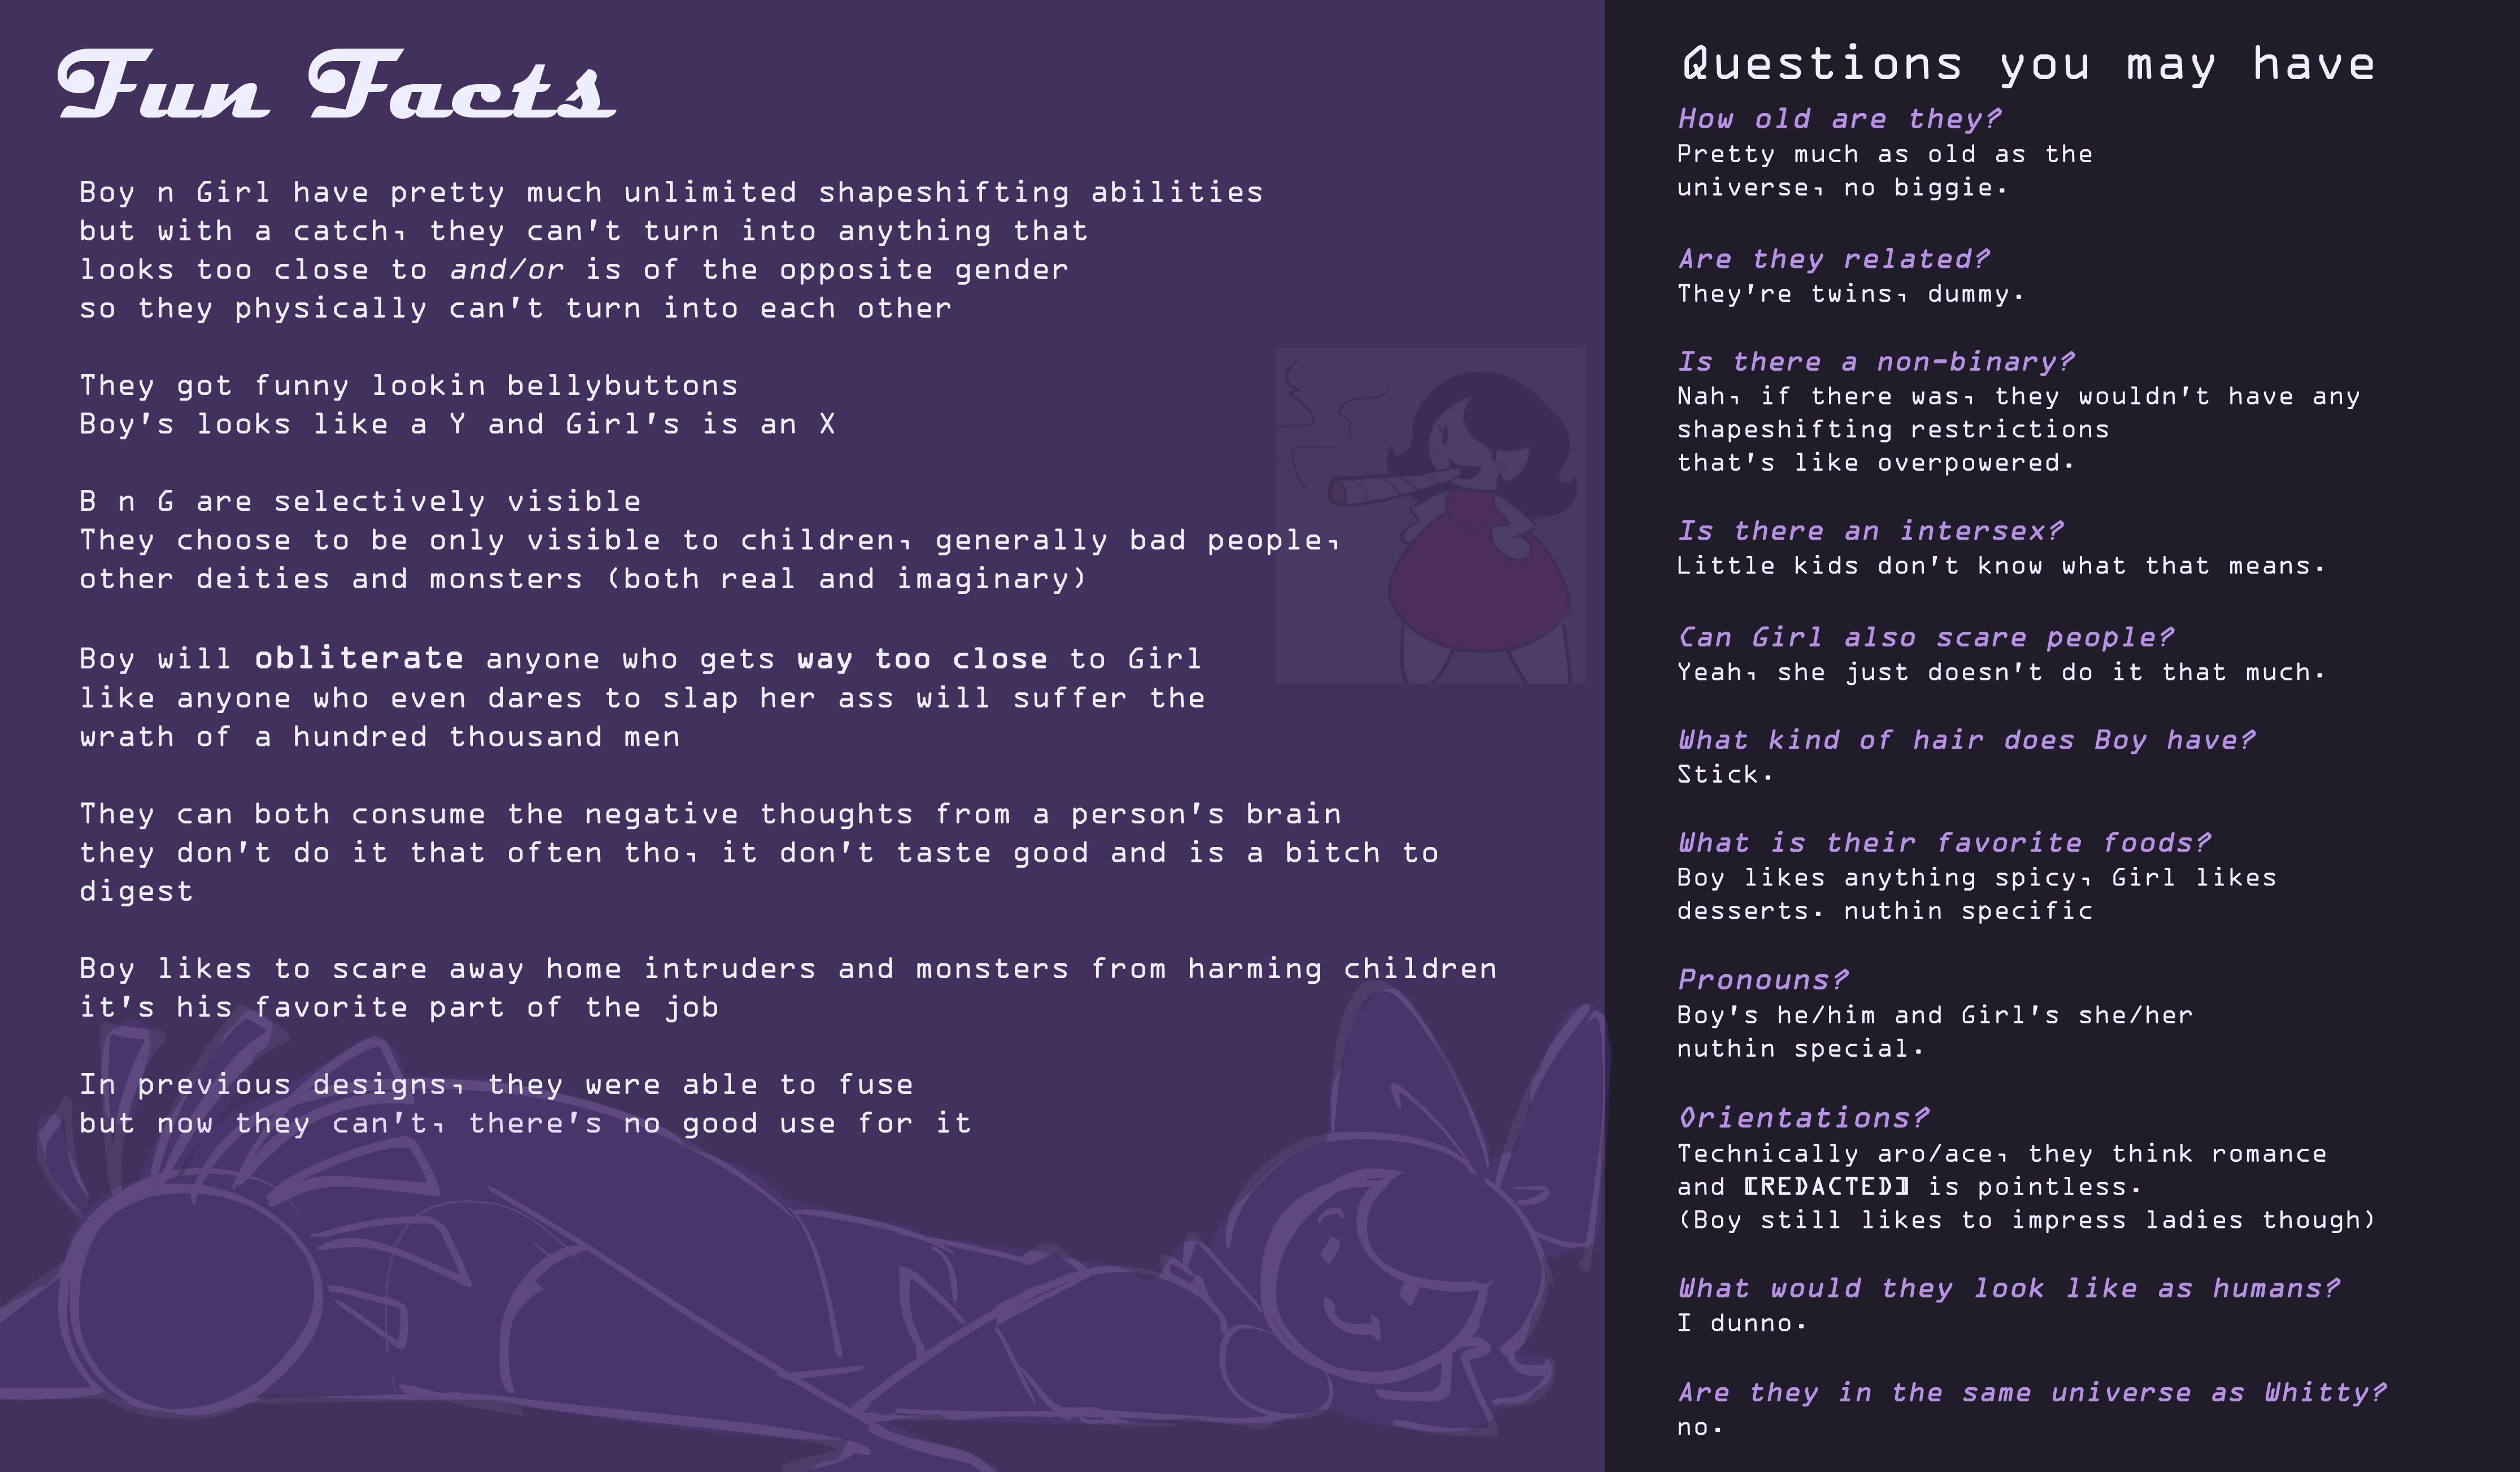 Fun Facts
Boy n Girl have pretty much unlimited shapeshifting abilities
but with a catch, they can't turn into anything that
looks too close to and/or is of the opposite gender
so they physically can't turn into each other
They got funny lookin bellybuttons
Boy's looks like a Y and Girl's is an X
B n G are selectively visible
They choose to be only visible to children, generally bad people,
other deities and monsters (both real and imaginary)
Boy will obliterate anyone who gets way too close to Girl
like anyone who even dares to slap her ass will suffer the
wrath of a hundred thousand men
They can both consume the negative thoughts from a person's brain
they don't do it that often tho, it don't taste good and is a bitch to
digest
Boy likes to scare away home intruders and monsters from harming children
it's his favorite part of the job
In previous designs, they were able to fuse
but now they can't, there's no good use for it
Questions you may have
How old are they?
Pretty much as old as the
universe, no biggie.
Are they related?
They're twins, dummy.
Is there a non-binary?
Nah, if there was, they wouldn't have any
shapeshifting restrictions
that's like overpowered.
Is there an intersex?
Little kids don't know what that means.
Can Girl also scare people?
Yeah, she just doesn't do it that much.
What kind of hair does Boy have?
Stick.
What is their favorite foods?
Boy likes anything spicy, Girl likes
desserts. nuthin specific
Pronouns?
Boy's he/him and Girl's she/her
nuthin special.
Orientations?
Technically aro/ace, they think romance
and [REDACTED] is pointless.
(Boy still likes to impress ladies though)
What would they look like as humans?
I dunno.
Are they in the same universe as Whitty?
no.